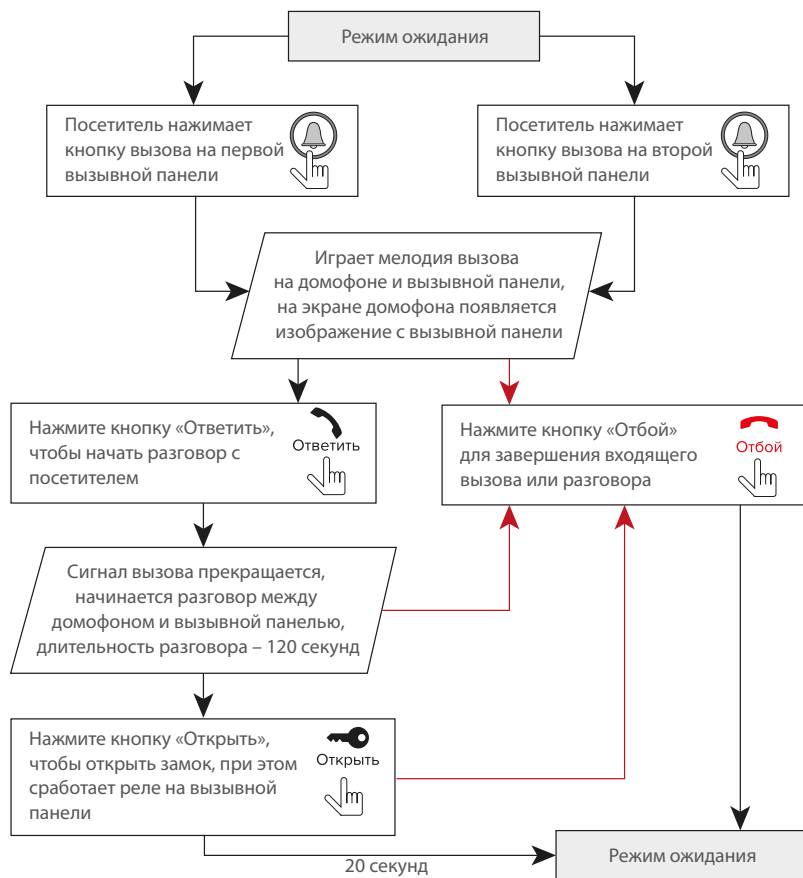 Режим ожидания
Посетитель нажимает
кнопку вызова на первой
вызывной панели
Посетитель нажимает
кнопку вызова на второй
вызывной панели
Играет мелодия вызова
на домофоне и вызывной панели,
на экране домофона появляется
изображение с вызывной панели
Нажмите кнопку «Ответить»,
чтобы начать разговор с
посетителем
Ответить
Нажмите кнопку «Отбой»
для завершения входящего
вызова или разговора
Отбой
Сигнал вызова прекращается,
начинается разговор между
домофоном и вызывной панелью,
длительность разговора – 120 секунд
Нажмите кнопку «Открыть»,
чтобы открыть замок, при этом
сработает реле на вызывной
панели
Открыть
20 секунд
Режим ожидания